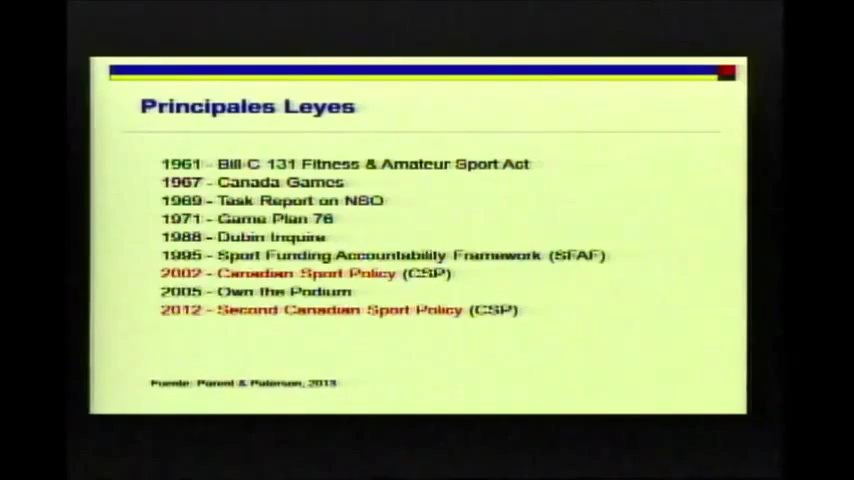 Principales Leyes
1961 - Bill-C 131 Fitness & Amateur Sport Act
1967 - Canada Games
1969 - Task Report on NSO
1971 - Game Plan 76
1988 - Dubin Inquire
1995 - Sport Funding Accountability Framework (SFAF)
2002 - Canadian Sport Policy (CSP)
2005 - Own the Podium
2012 - Second Canadian Sport Policy (CSP)
Fuente: Parent & Paterson, 2013